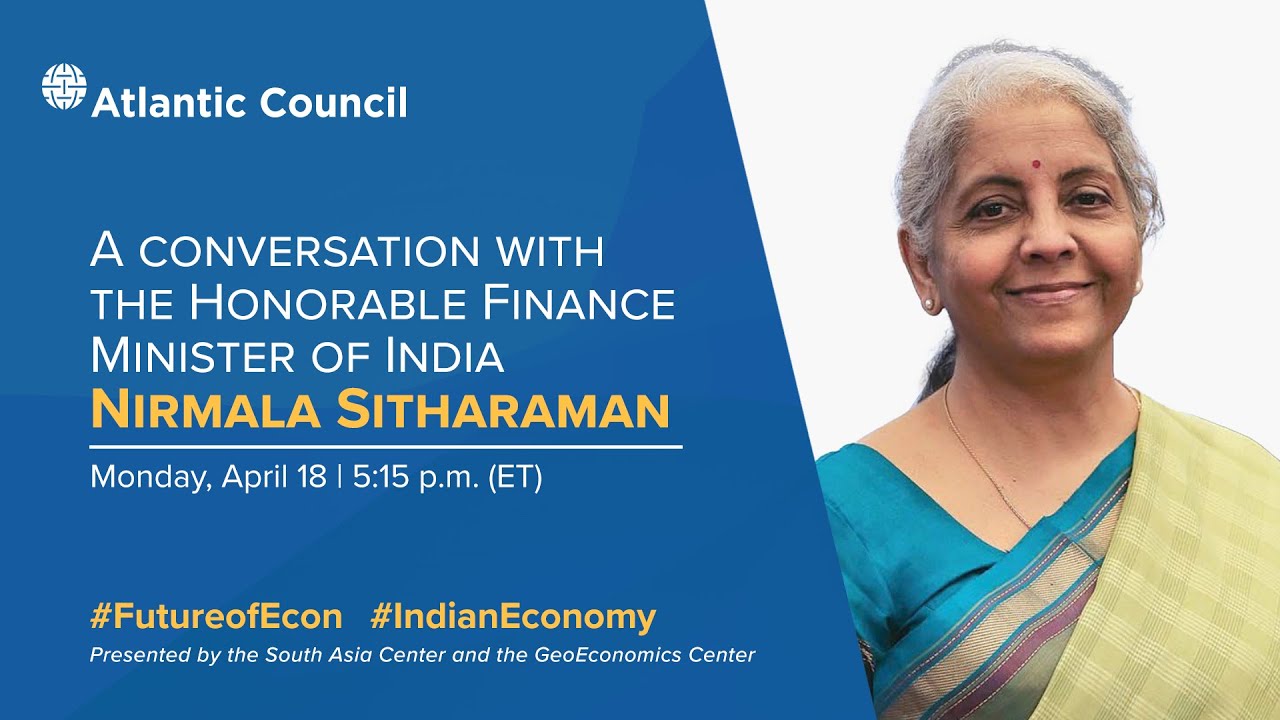 Atlantic Council
A CONVERSATION WITH
THE HONORABLE FINANCE
MINISTER OF INDIA
NIRMALA SITHARAMAN
Monday, April 18 | 5:15 p.m. (ET)
#FutureofEcon #IndianEconomy
Presented by the South Asia Center and the GeoEconomics Center